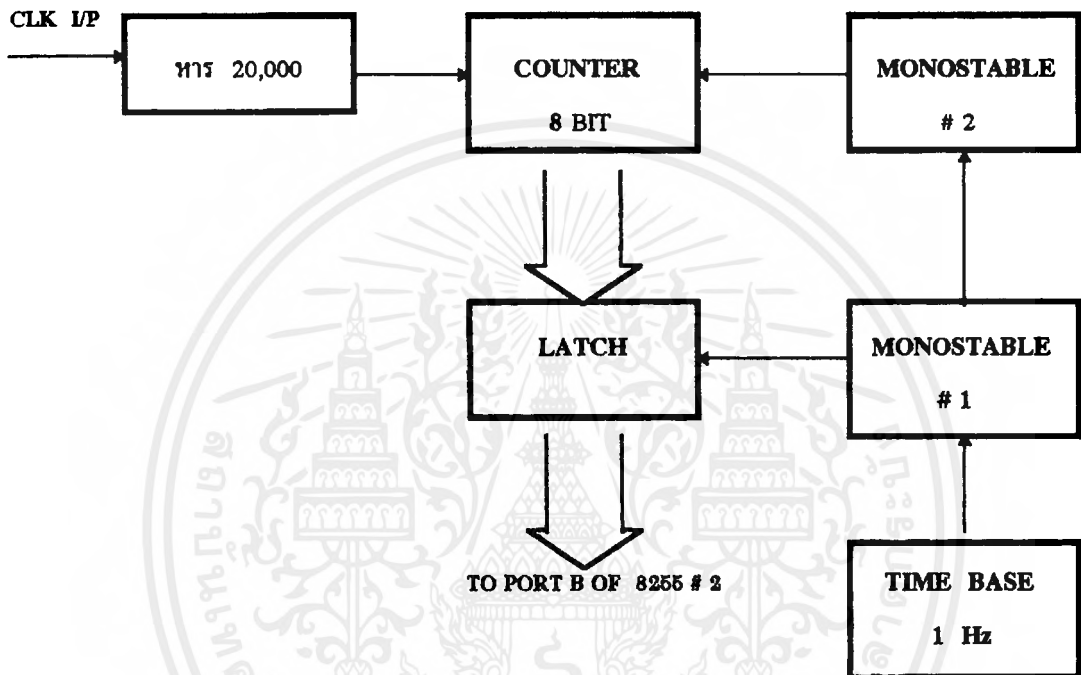 CLK I/P
หาร 20,000
COUNTER
8 BIT
MONOSTABLE
# 2
LATCH
MONOSTABLE
# 1
TO PORT B OF 8255 # 2
TIME BASE
1 Hz